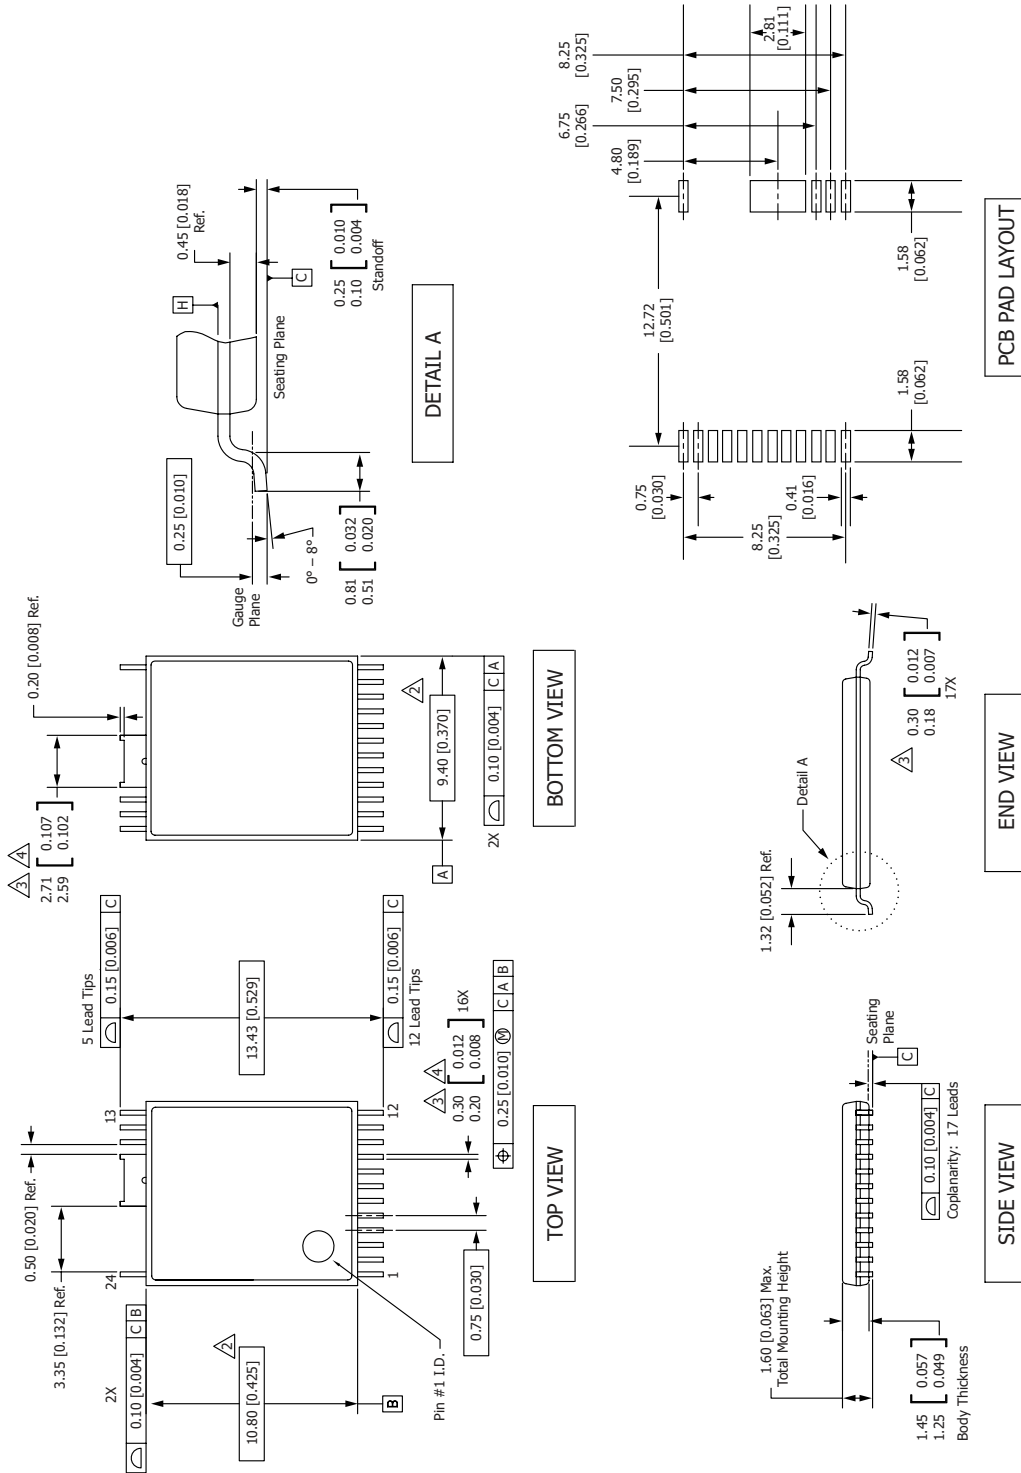 2X
0.10 [0.004] C B
3.35 [0.132] Ref.
0.50 [0.020] Ref.
24
13
5 Lead Tips
0.15 [0.006] C
2
10.80 [0.425]
B
13.43 [0.529]
Pin #1 I.D.
1
12
0.15 [0.006] C
12 Lead Tips
0.75 [0.030]
3 4
0.30 [0.012]
0.20 [0.008]
16X
0.25 [0.010] M C A B
TOP VIEW
3 4
2.71 [0.107]
2.59 [0.102]
0.20 [0.008] Ref.
A
9.40 [0.370]
2
2X
0.10 [0.004] C A
BOTTOM VIEW
Gauge
Plane
0.25 [0.010]
H
0.45 [0.018]
Ref.
0° – 8°
Seating Plane
C
0.81 [0.032]
0.51 [0.020]
0.25 [0.010]
0.10 [0.004]
Standoff
DETAIL A
1.60 [0.063] Max.
Total Mounting Height
1.45 [0.057]
1.25 [0.049]
Body Thickness
Seating
Plane
C
0.10 [0.004] C
Coplanarity: 17 Leads
SIDE VIEW
1.32 [0.052] Ref.
Detail A
3
0.30 [0.012]
0.18 [0.007]
17X
END VIEW
0.75
[0.030]
8.25
[0.325]
0.41
[0.016]
12.72
[0.501]
4.80
[0.189]
6.75
[0.266]
7.50
[0.295]
8.25
[0.325]
2.81
[0.111]
1.58
[0.062]
1.58
[0.062]
PCB PAD LAYOUT